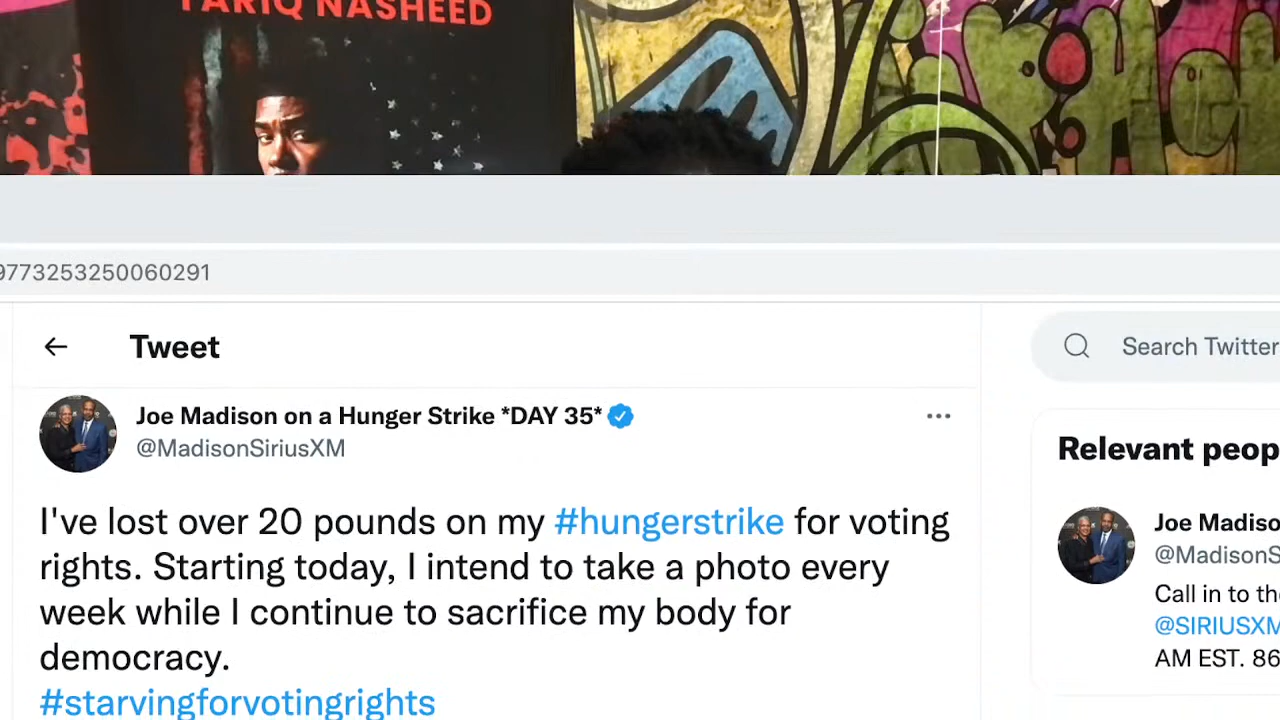 TARIQ NASHEED
9773253250060291
Tweet
Search Twitter
Joe Madison on a Hunger Strike *DAY 35*
@MadisonSiriusXM
I've lost over 20 pounds on my #hungerstrike for voting
rights. Starting today, I intend to take a photo every
week while I continue to sacrifice my body for
democracy.
#starvingforvotingrights
Relevant peop
Joe Madiso
@MadisonS
Call in to the
@SIRIUSXM
AM EST. 86